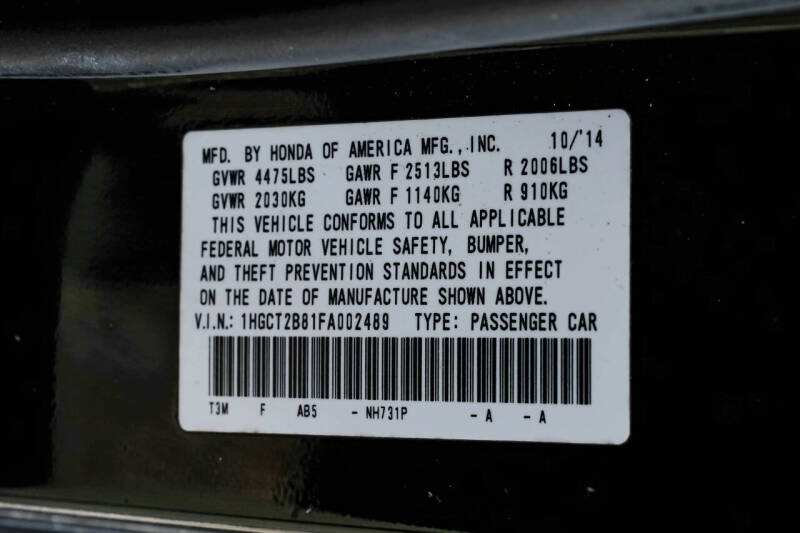 MFD. BY HONDA OF AMERICA MFG., INC. 10/'14
GVWR 4475LBS GAWR F 2513LBS R 2006LBS
GVWR 2030KG GAWR F 1140KG R 910KG
THIS VEHICLE CONFORMS TO ALL APPLICABLE
FEDERAL MOTOR VEHICLE SAFETY, BUMPER,
AND THEFT PREVENTION STANDARDS IN EFFECT
ON THE DATE OF MANUFACTURE SHOWN ABOVE.
V.I.N.: 1HGCT2B81FA002489 TYPE: PASSENGER CAR
T3M F AB5 - NH731P - A - A